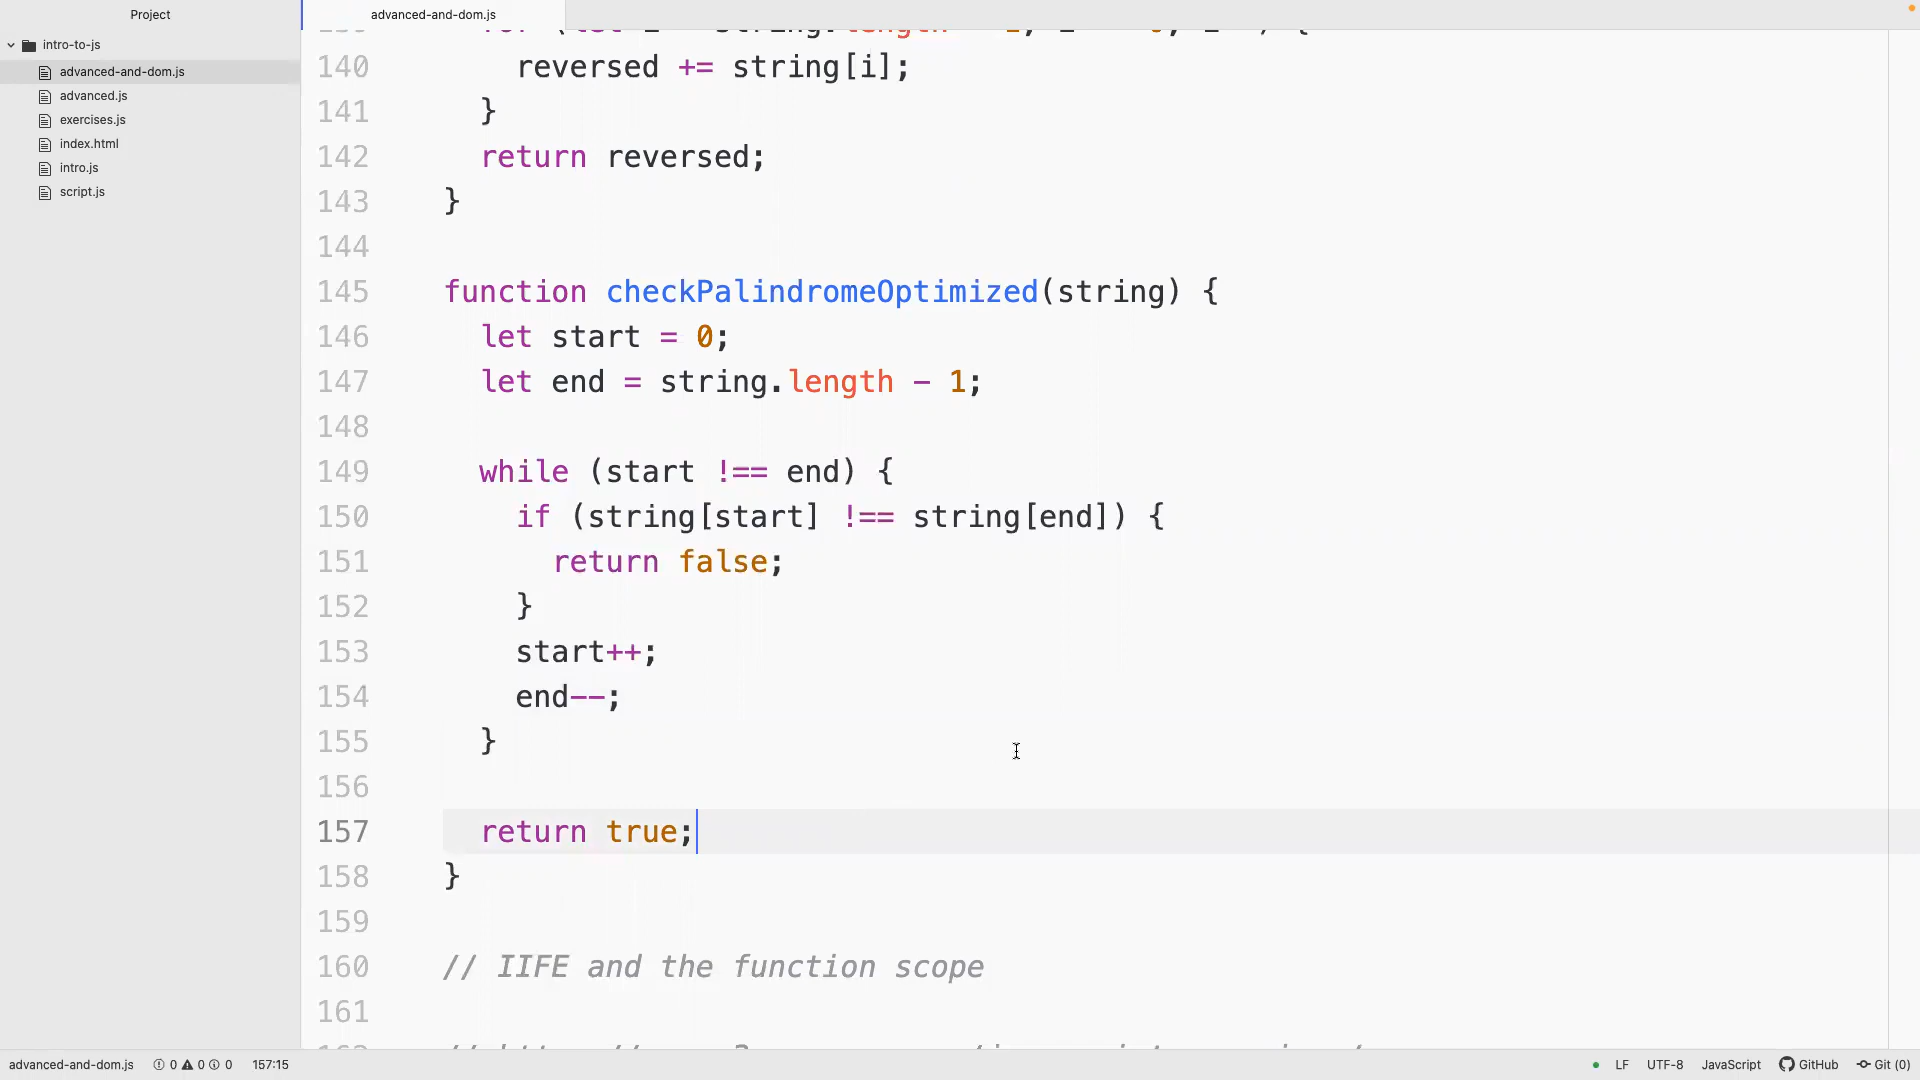 Project
advanced-and-dom.js
intro-to-js
advanced-and-dom.js
advanced.js
exercises.js
index.html
intro.js
script.js
140 reversed += string[i];
141 }
142 return reversed;
143 }
144
145 function checkPalindromeOptimized(string) {
146 let start = 0;
147 let end = string.length - 1;
148
149 while (start !== end) {
150 if (string[start] !== string[end]) {
151 return false;
152 }
153 start++;
154 end--;
155 }
156
157 return true;
158 }
159
160 // IIFE and the function scope
161
advanced-and-dom.js 0 0 0 157:15 LF UTF-8 JavaScript GitHub Git (0)